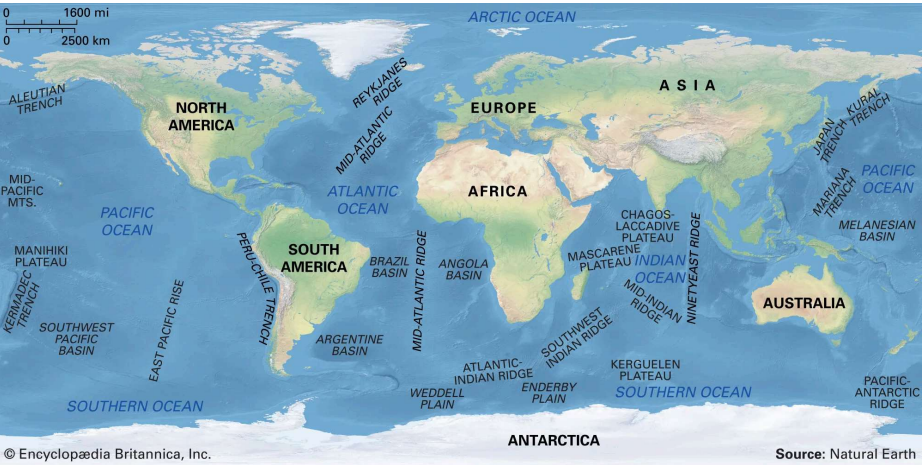 0 1600 mi
0 2500 km
ARCTIC OCEAN
ALEUTIAN
TRENCH
NORTH
AMERICA
REYKJANES
RIDGE
MID-ATLANTIC
RIDGE
EUROPE
ASIA
JAPAN
TRENCH
KURAL
TRENCH
MID-
PACIFIC
MTS.
PACIFIC
OCEAN
ATLANTIC
OCEAN
AFRICA
MARIANA
TRENCH
PACIFIC
OCEAN
MANIHIKI
PLATEAU
KERMADEC
TRENCH
PERU-CHILE TRENCH
SOUTH
AMERICA
BRAZIL
BASIN
MID-ATLANTIC RIDGE
ANGOLA
BASIN
CHAGOS-
LACCADIVE
PLATEAU
MASCARENE
PLATEAU
INDIAN
OCEAN
NINETYEAST RIDGE
MELANESIAN
BASIN
MID-INDIAN
RIDGE
AUSTRALIA
SOUTHWEST
PACIFIC
BASIN
EAST PACIFIC RISE
ARGENTINE
BASIN
SOUTHWEST
INDIAN RIDGE
ATLANTIC-
INDIAN RIDGE
KERGUELEN
PLATEAU
WEDDELL
PLAIN
ENDERBY
PLAIN
SOUTHERN OCEAN
SOUTHERN OCEAN
PACIFIC-
ANTARCTIC
RIDGE
ANTARCTICA
© Encyclopædia Britannica, Inc.
Source: Natural Earth